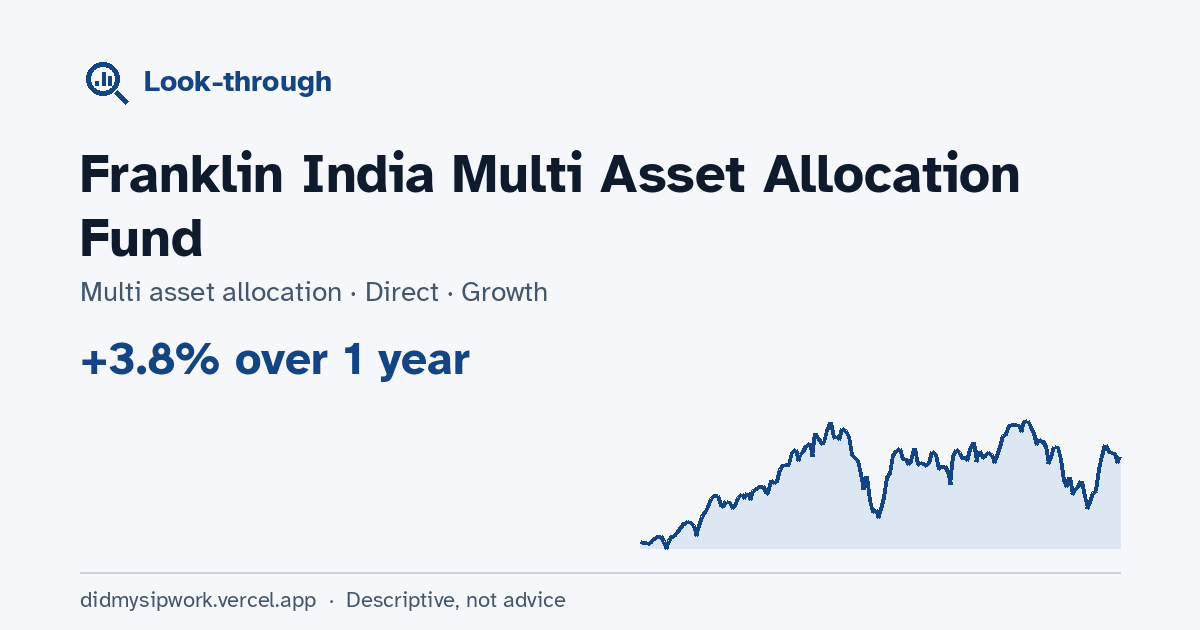 Look-through
Franklin India Multi Asset Allocation
Fund
Multi asset allocation · Direct · Growth
+3.8% over 1 year
didmysipwork.vercel.app · Descriptive, not advice